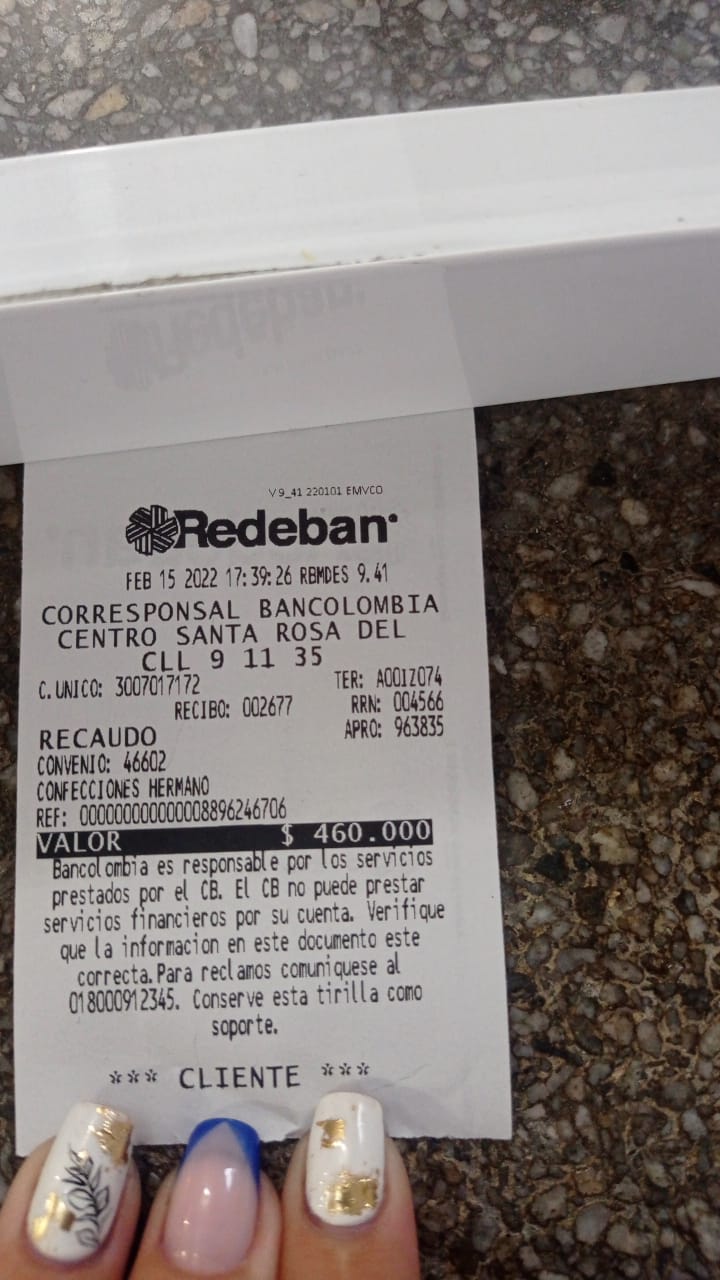 V9_41 220101 EMVCO
Redeban
FEB 15 2022 17:39:26 RBMDES 9.41
CORRESPONSAL BANCOLOMBIA
CENTRO SANTA ROSA DEL
CLL 9 11 35
C.UNICO: 3007017172 TER: A00IZ074
RECIBO: 002677 RRN: 004566
RECAUDO APRO: 963835
CONVENIO: 46602
CONFECCIONES HERMANO
REF: 000000000000008896246706
VALOR $ 460.000
Bancolombia es responsable por los servicios
prestados por el CB. El CB no puede prestar
servicios financieros por su cuenta. Verifique
que la informacion en este documento este
correcta.Para reclamos comuniquese al
018000912345. Conserve esta tirilla como
soporte.
*** CLIENTE ***